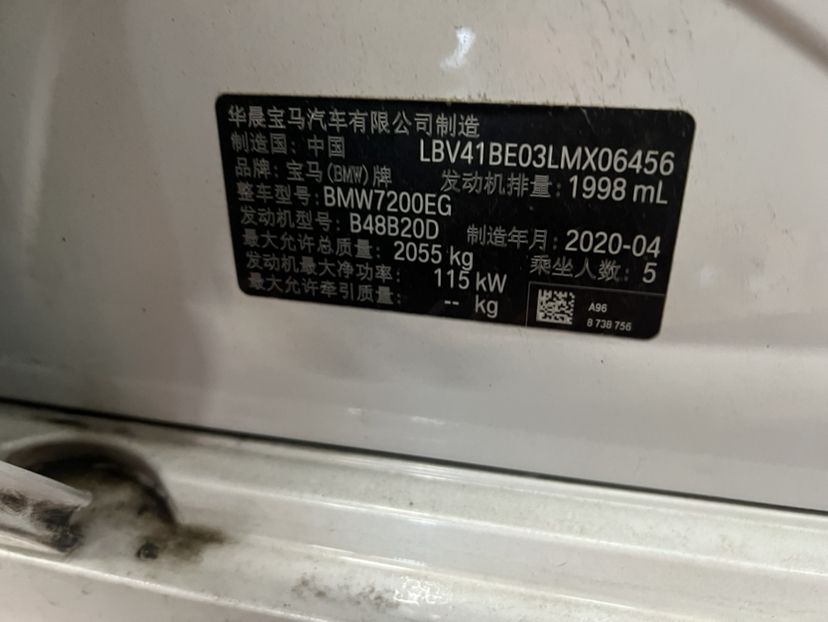 华晨宝马汽车有限公司制造
制造国: 中国 LBV41BE03LMX06456
品牌: 宝马(BMW)牌 发动机排量: 1998 mL
整车型号: BMW7200EG
发动机型号: B48B20D 制造年月: 2020-04
最大允许总质量: 2055 kg 乘坐人数: 5
发动机最大净功率: 115 kW
最大允许牵引质量: -- kg
A96
8 738 756